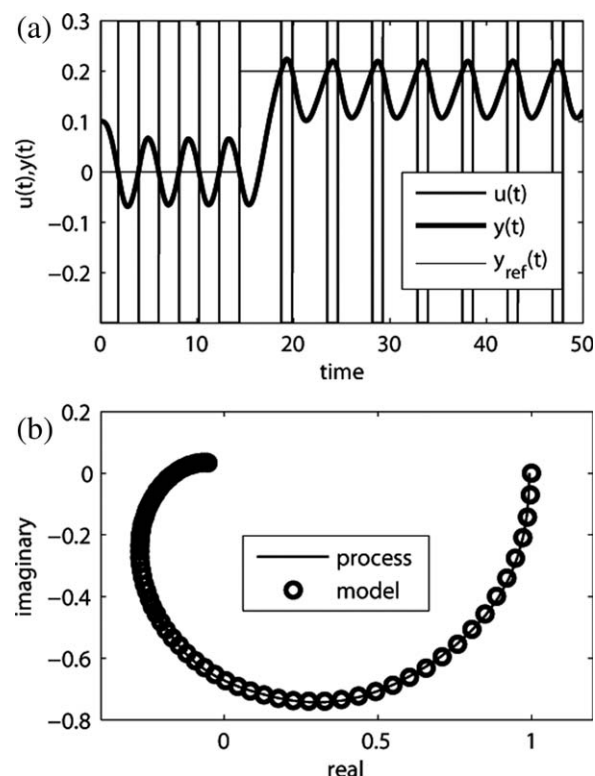 (a)
0.3
0.2
0.1
0
−0.1
−0.2
u(t),y(t)
u(t)
y(t)
y_ref(t)
0 10 20 30 40 50
time
(b)
0.2
0
−0.2
−0.4
−0.6
−0.8
imaginary
process
model
0 0.5 1
real